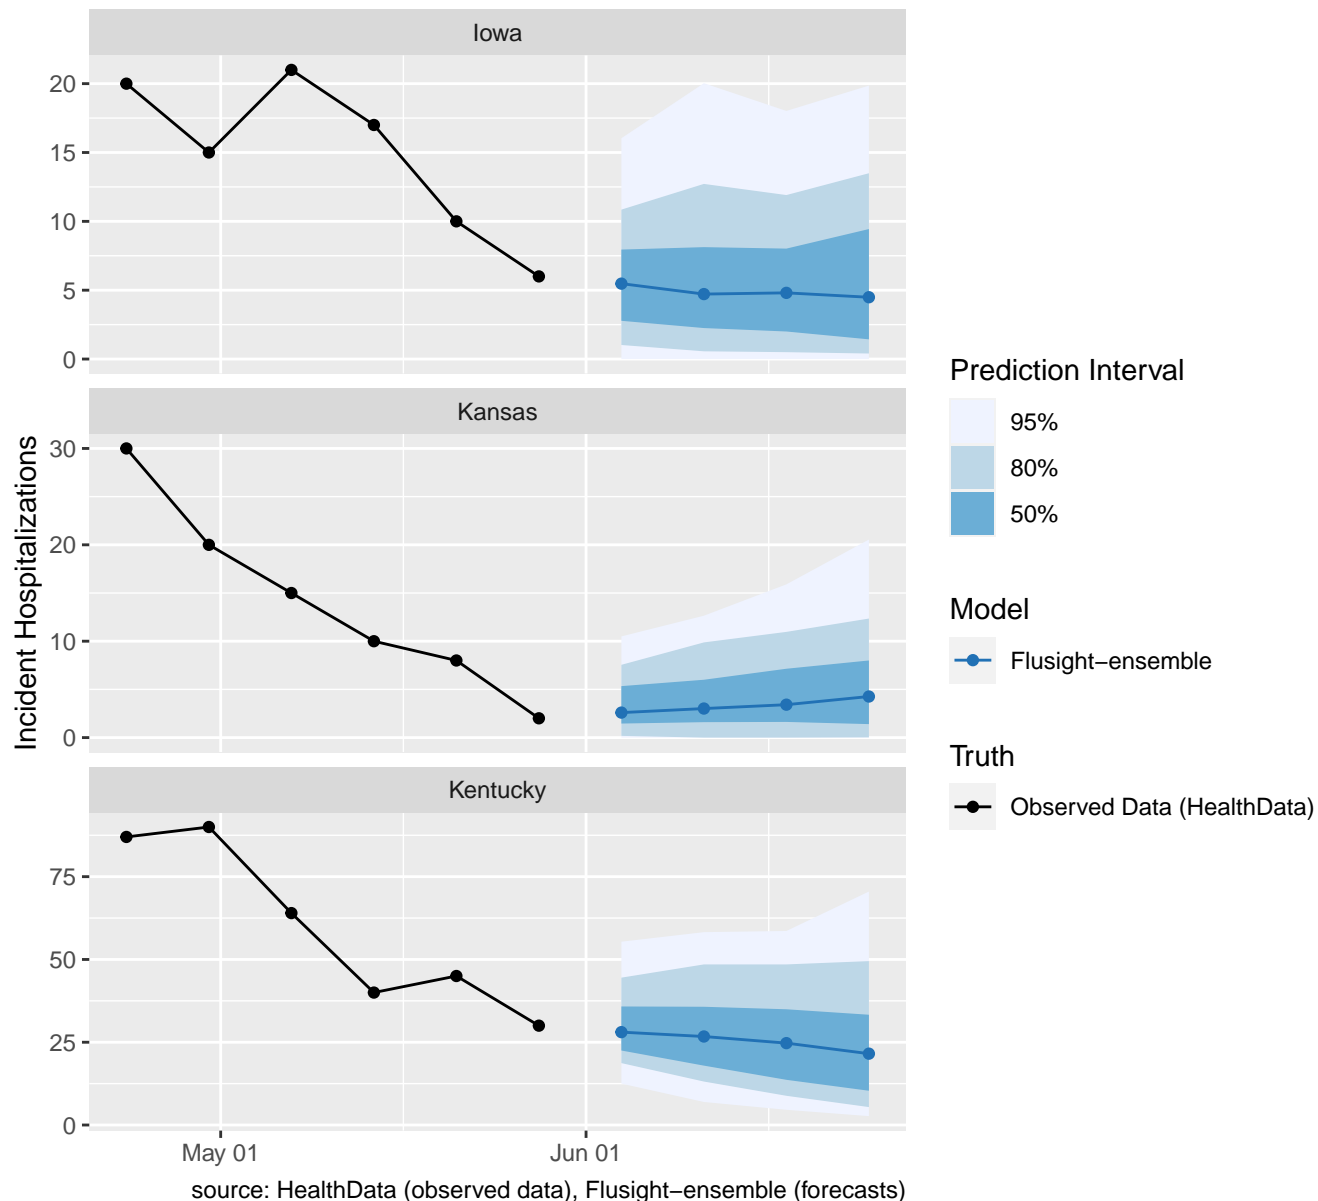 Iowa
20
15
10
5
0
Kansas
30
20
10
0
Kentucky
75
50
25
0
Incident Hospitalizations
May 01
Jun 01
source: HealthData (observed data), Flusight−ensemble (forecasts)
Prediction Interval
95%
80%
50%
Model
Flusight−ensemble
Truth
Observed Data (HealthData)